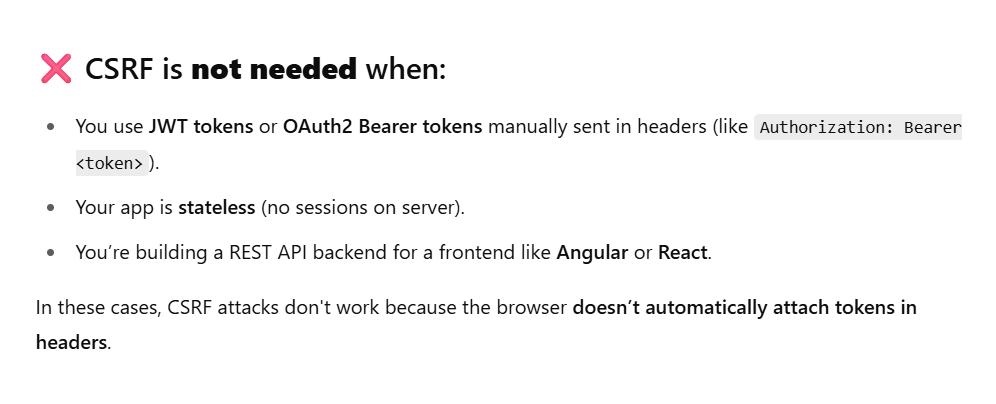 ❌ CSRF is not needed when:
• You use JWT tokens or OAuth2 Bearer tokens manually sent in headers (like Authorization: Bearer
<token>).
• Your app is stateless (no sessions on server).
• You’re building a REST API backend for a frontend like Angular or React.
In these cases, CSRF attacks don't work because the browser doesn’t automatically attach tokens in
headers.